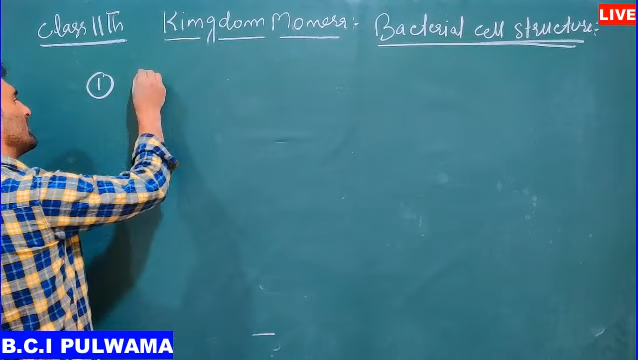 LIVE
Class 11Th Kingdom Monera:- Bacterial cell structure:-
1
B.C.I PULWAMA